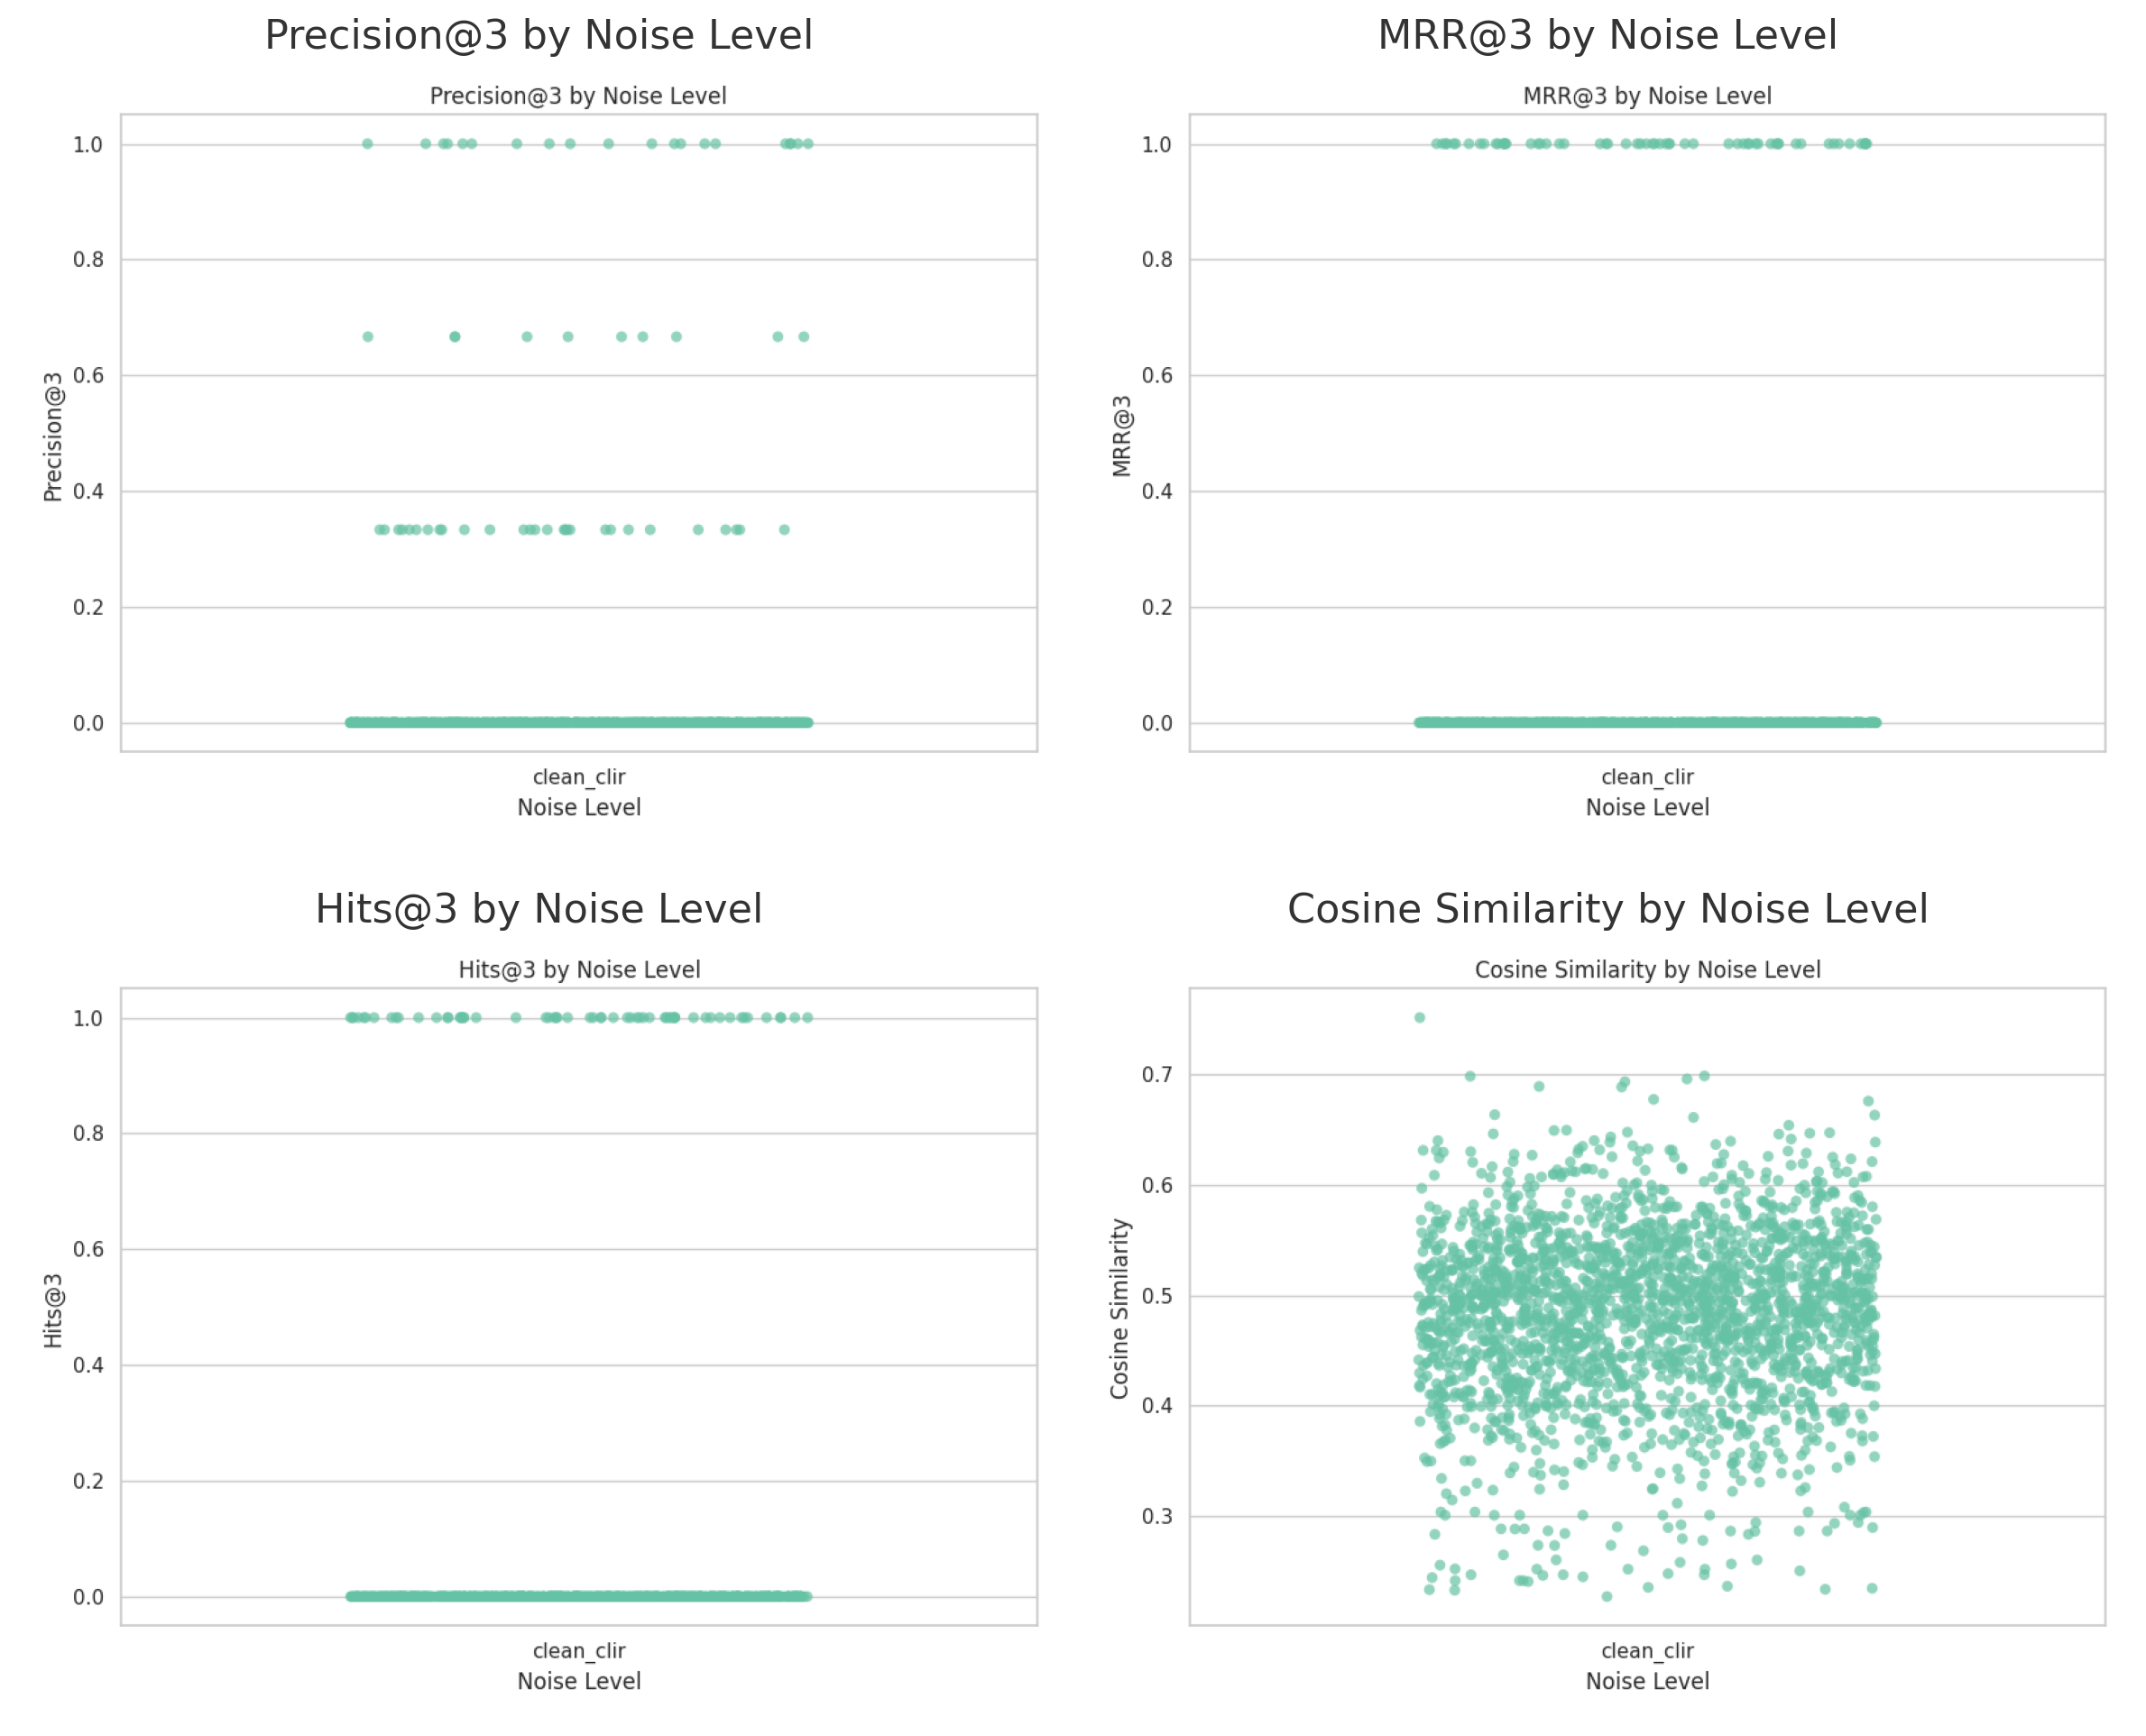 Precision@3 by Noise Level
Precision@3 by Noise Level
1.0
0.8
0.6
0.4
0.2
0.0
Precision@3
clean_clir
Noise Level
MRR@3 by Noise Level
MRR@3 by Noise Level
1.0
0.8
0.6
0.4
0.2
0.0
MRR@3
clean_clir
Noise Level
Hits@3 by Noise Level
Hits@3 by Noise Level
1.0
0.8
0.6
0.4
0.2
0.0
Hits@3
clean_clir
Noise Level
Cosine Similarity by Noise Level
Cosine Similarity by Noise Level
0.7
0.6
0.5
0.4
0.3
Cosine Similarity
clean_clir
Noise Level